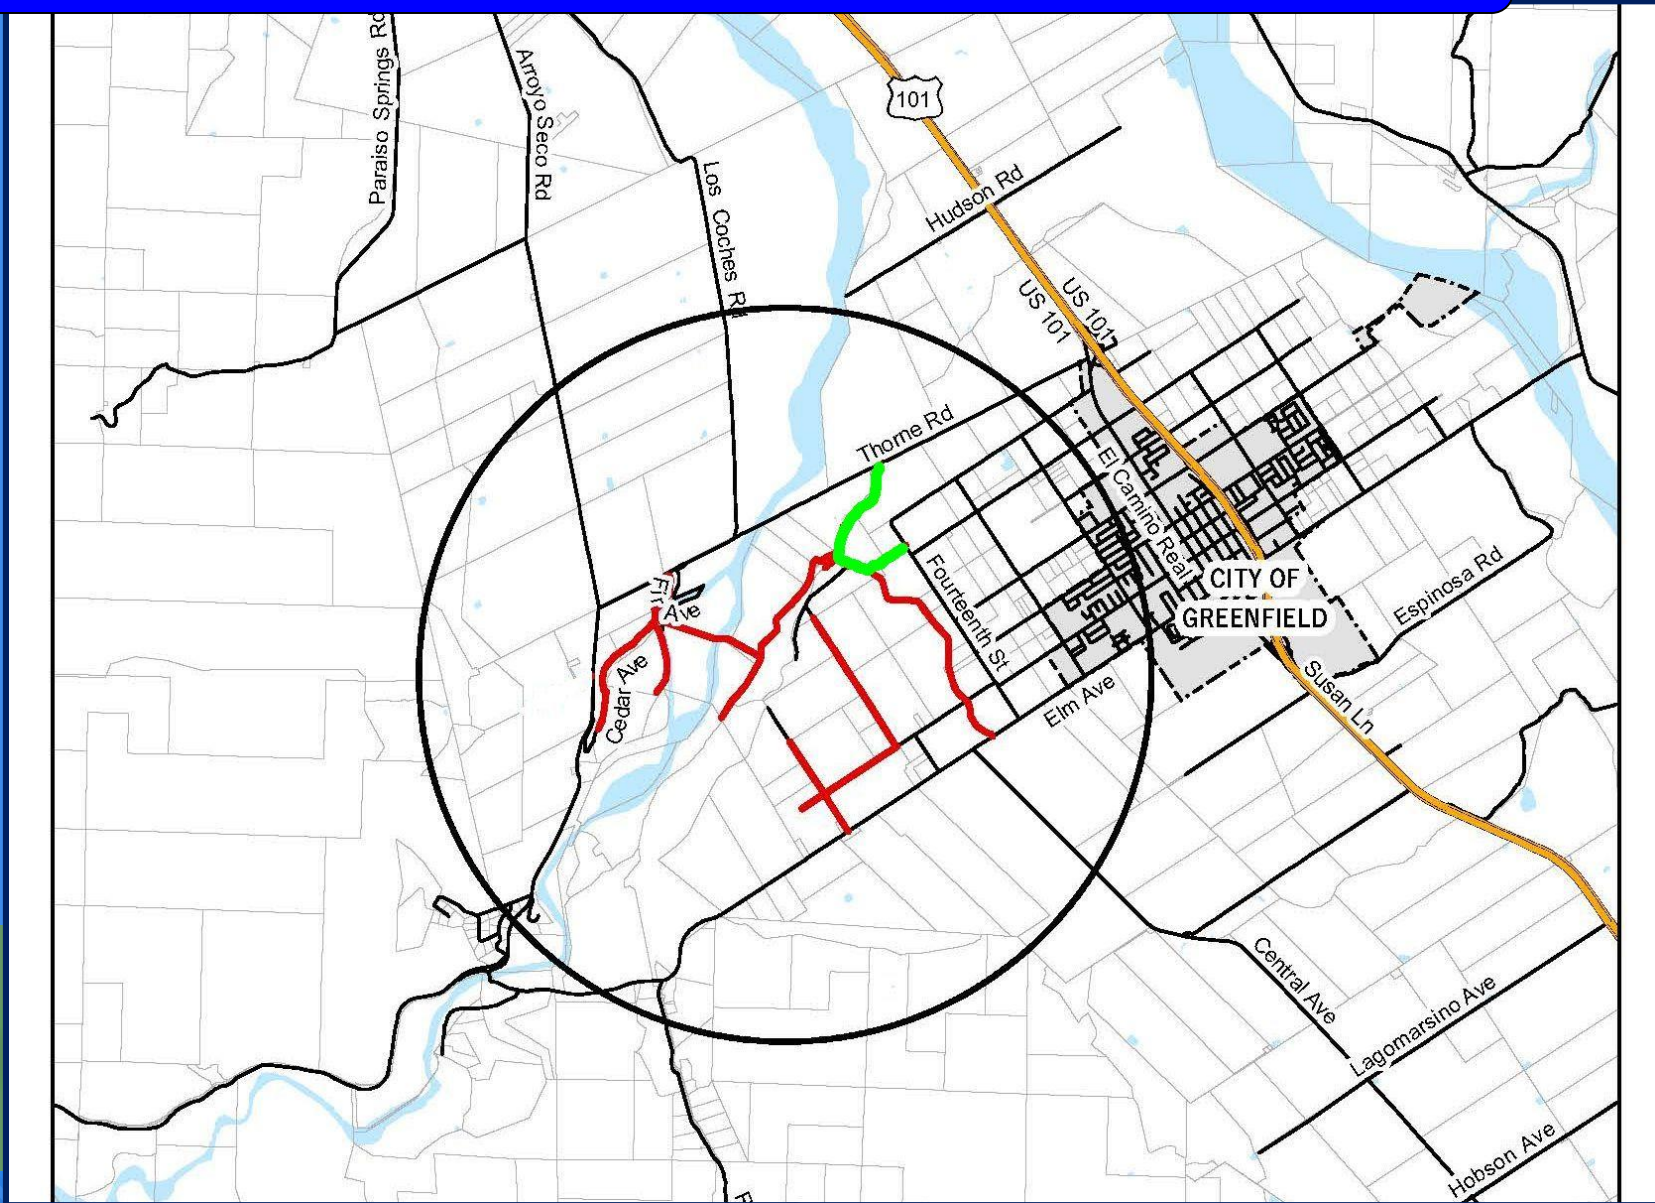 Paraiso Springs Rd
Arroyo Seco Rd
Los Coches Rd
101
Hudson Rd
US 101
US 101
Thorne Rd
El Camino Real
Fir
Ave
Cedar Ave
Fourteenth St
Elm Ave
CITY OF
GREENFIELD
Espinosa Rd
Susan Ln
Central Ave
Lagomarsino Ave
Hobson Ave